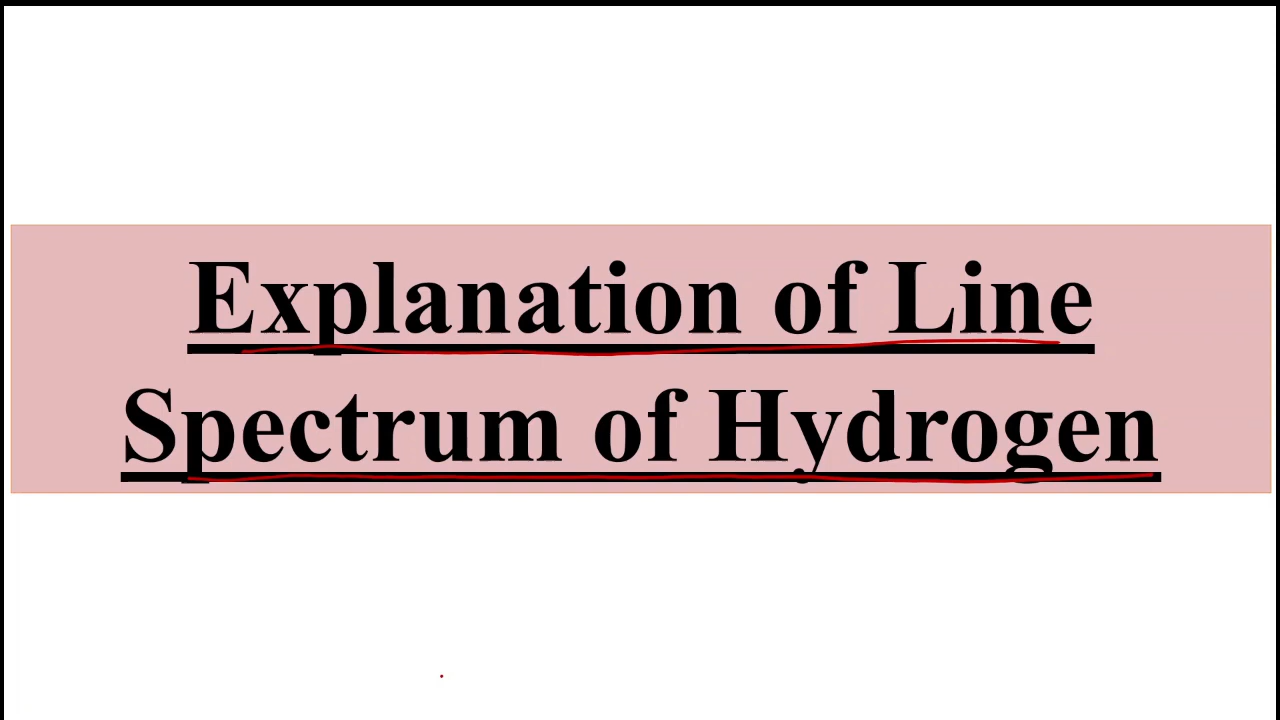 Explanation of Line
Spectrum of Hydrogen